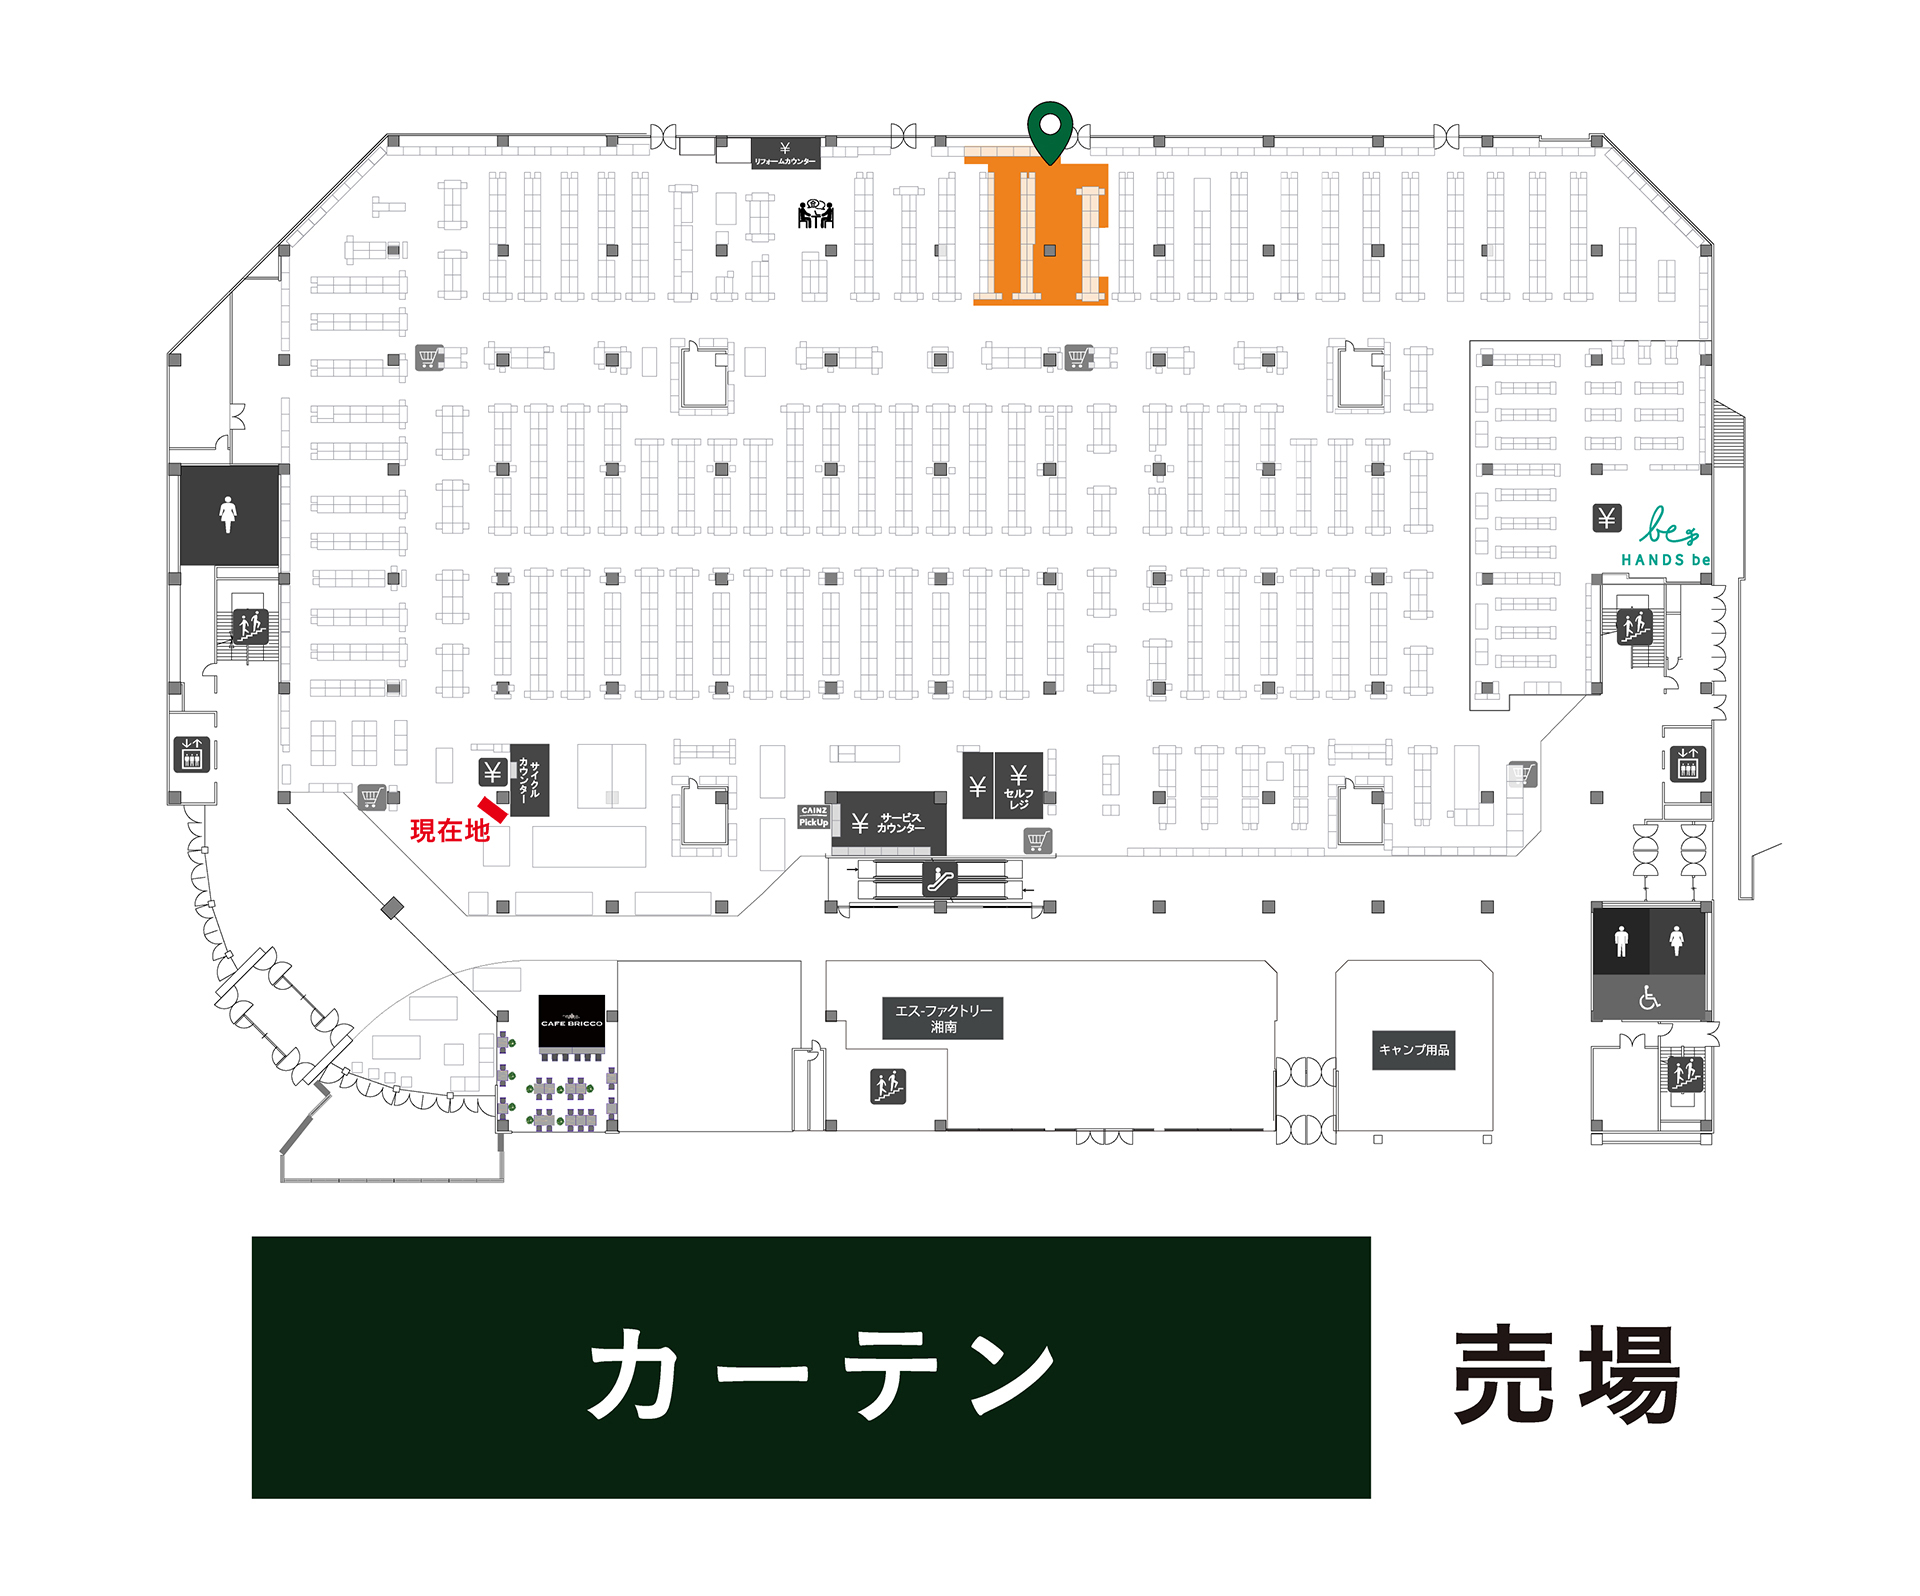 ¥
リフォームカウンター
¥
be
HANDS be
¥
サイクル
カウンター
現在地
CAINZ
PickUp
¥
サービス
カウンター
¥
¥
セルフ
レジ
CAFE BRICCO
エス-ファクトリー
湘南
キャンプ用品
カーテン
売場